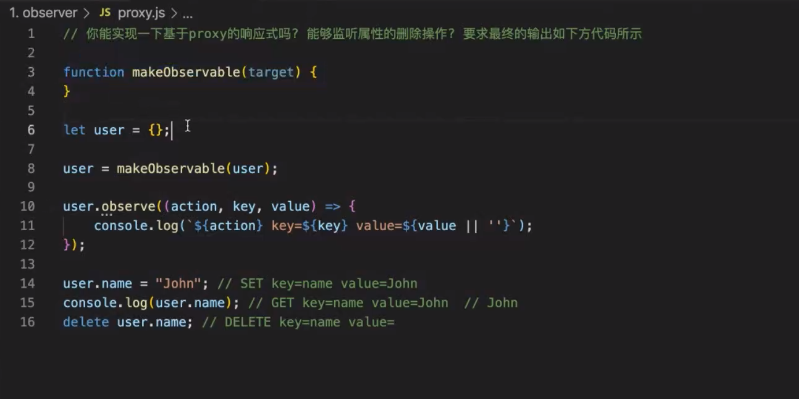 1. observer > JS proxy.js > ...
1 // 你能实现一下基于proxy的响应式吗? 能够监听属性的删除操作? 要求最终的输出如下方代码所示
2
3 function makeObservable(target) {
4 }
5
6 let user = {};
7
8 user = makeObservable(user);
9
10 user.observe((action, key, value) => {
11     console.log(`${action} key=${key} value=${value || ''}`);
12 });
13
14 user.name = "John"; // SET key=name value=John
15 console.log(user.name); // GET key=name value=John  // John
16 delete user.name; // DELETE key=name value=